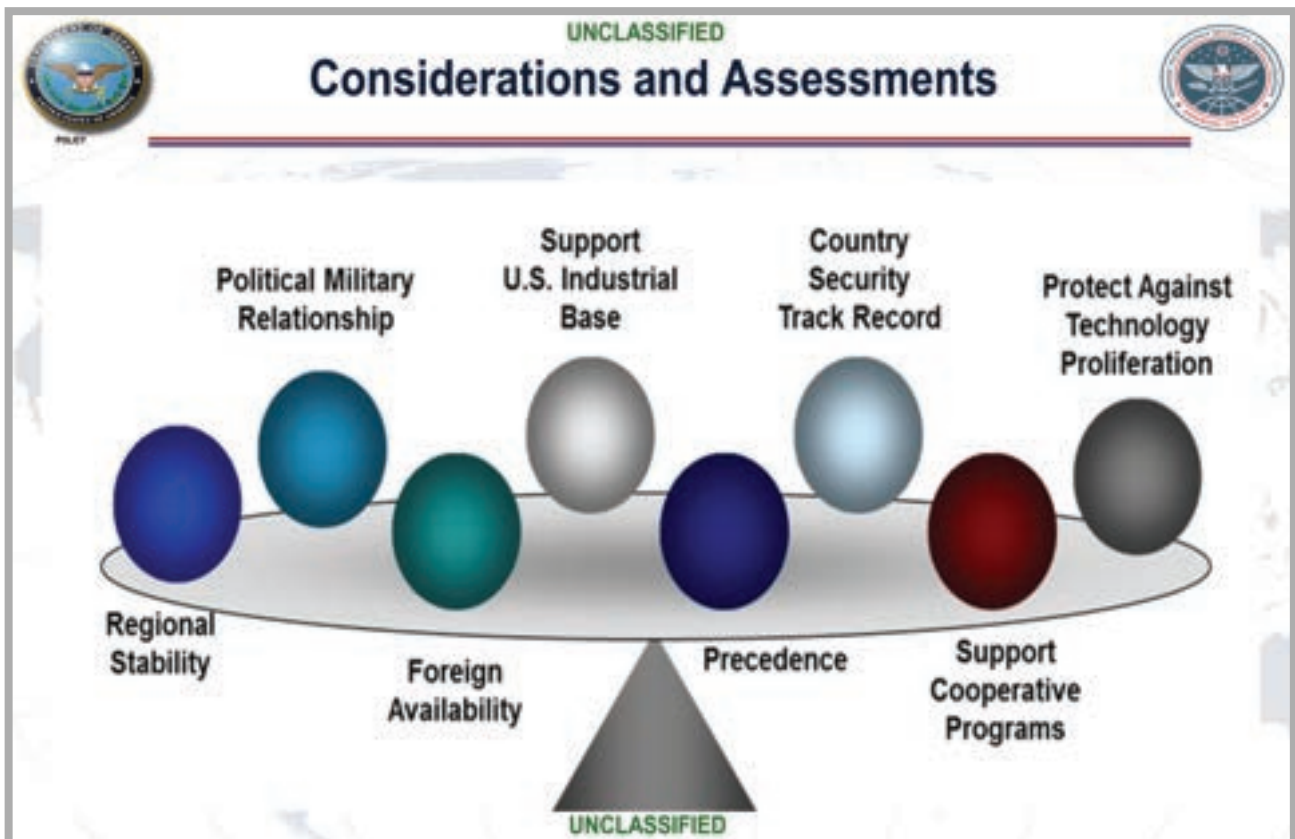 UNCLASSIFIED
Considerations and Assessments
POLICY
Support
U.S. Industrial
Base
Country
Security
Track Record
Political Military
Relationship
Protect Against
Technology
Proliferation
Regional
Stability
Foreign
Availability
Precedence
Support
Cooperative
Programs
UNCLASSIFIED